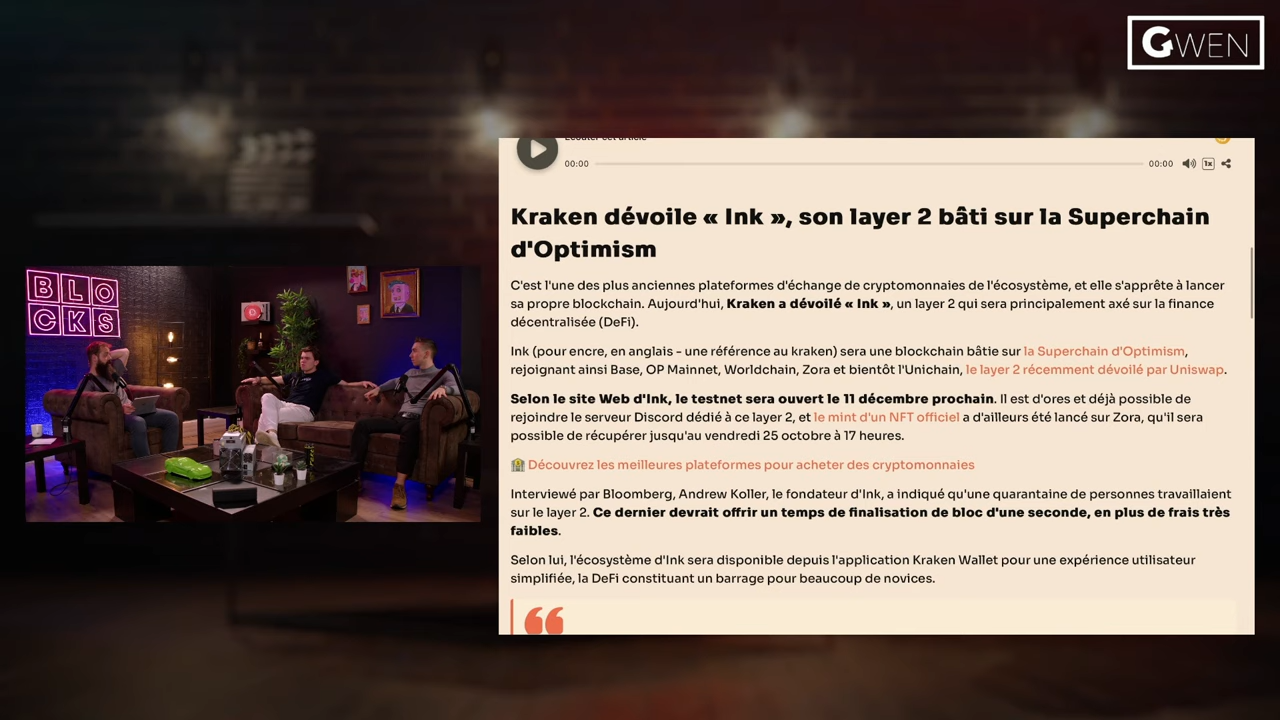 GWEN
BLO
CKS
Écouter cet article
00:00
00:00
1x
Kraken dévoile « Ink », son layer 2 bâti sur la Superchain
d'Optimism
C'est l'une des plus anciennes plateformes d'échange de cryptomonnaies de l'écosystème, et elle s'apprête à lancer
sa propre blockchain. Aujourd'hui, Kraken a dévoilé « Ink », un layer 2 qui sera principalement axé sur la finance
décentralisée (DeFi).
Ink (pour encre, en anglais - une référence au kraken) sera une blockchain bâtie sur la Superchain d'Optimism,
rejoignant ainsi Base, OP Mainnet, Worldchain, Zora et bientôt l'Unichain, le layer 2 récemment dévoilé par Uniswap.
Selon le site Web d'Ink, le testnet sera ouvert le 11 décembre prochain. Il est d'ores et déjà possible de
rejoindre le serveur Discord dédié à ce layer 2, et le mint d'un NFT officiel a d'ailleurs été lancé sur Zora, qu'il sera
possible de récupérer jusqu'au vendredi 25 octobre à 17 heures.
Découvrez les meilleures plateformes pour acheter des cryptomonnaies
Interviewé par Bloomberg, Andrew Koller, le fondateur d'Ink, a indiqué qu'une quarantaine de personnes travaillaient
sur le layer 2. Ce dernier devrait offrir un temps de finalisation de bloc d'une seconde, en plus de frais très
faibles.
Selon lui, l'écosystème d'Ink sera disponible depuis l'application Kraken Wallet pour une expérience utilisateur
simplifiée, la DeFi constituant un barrage pour beaucoup de novices.